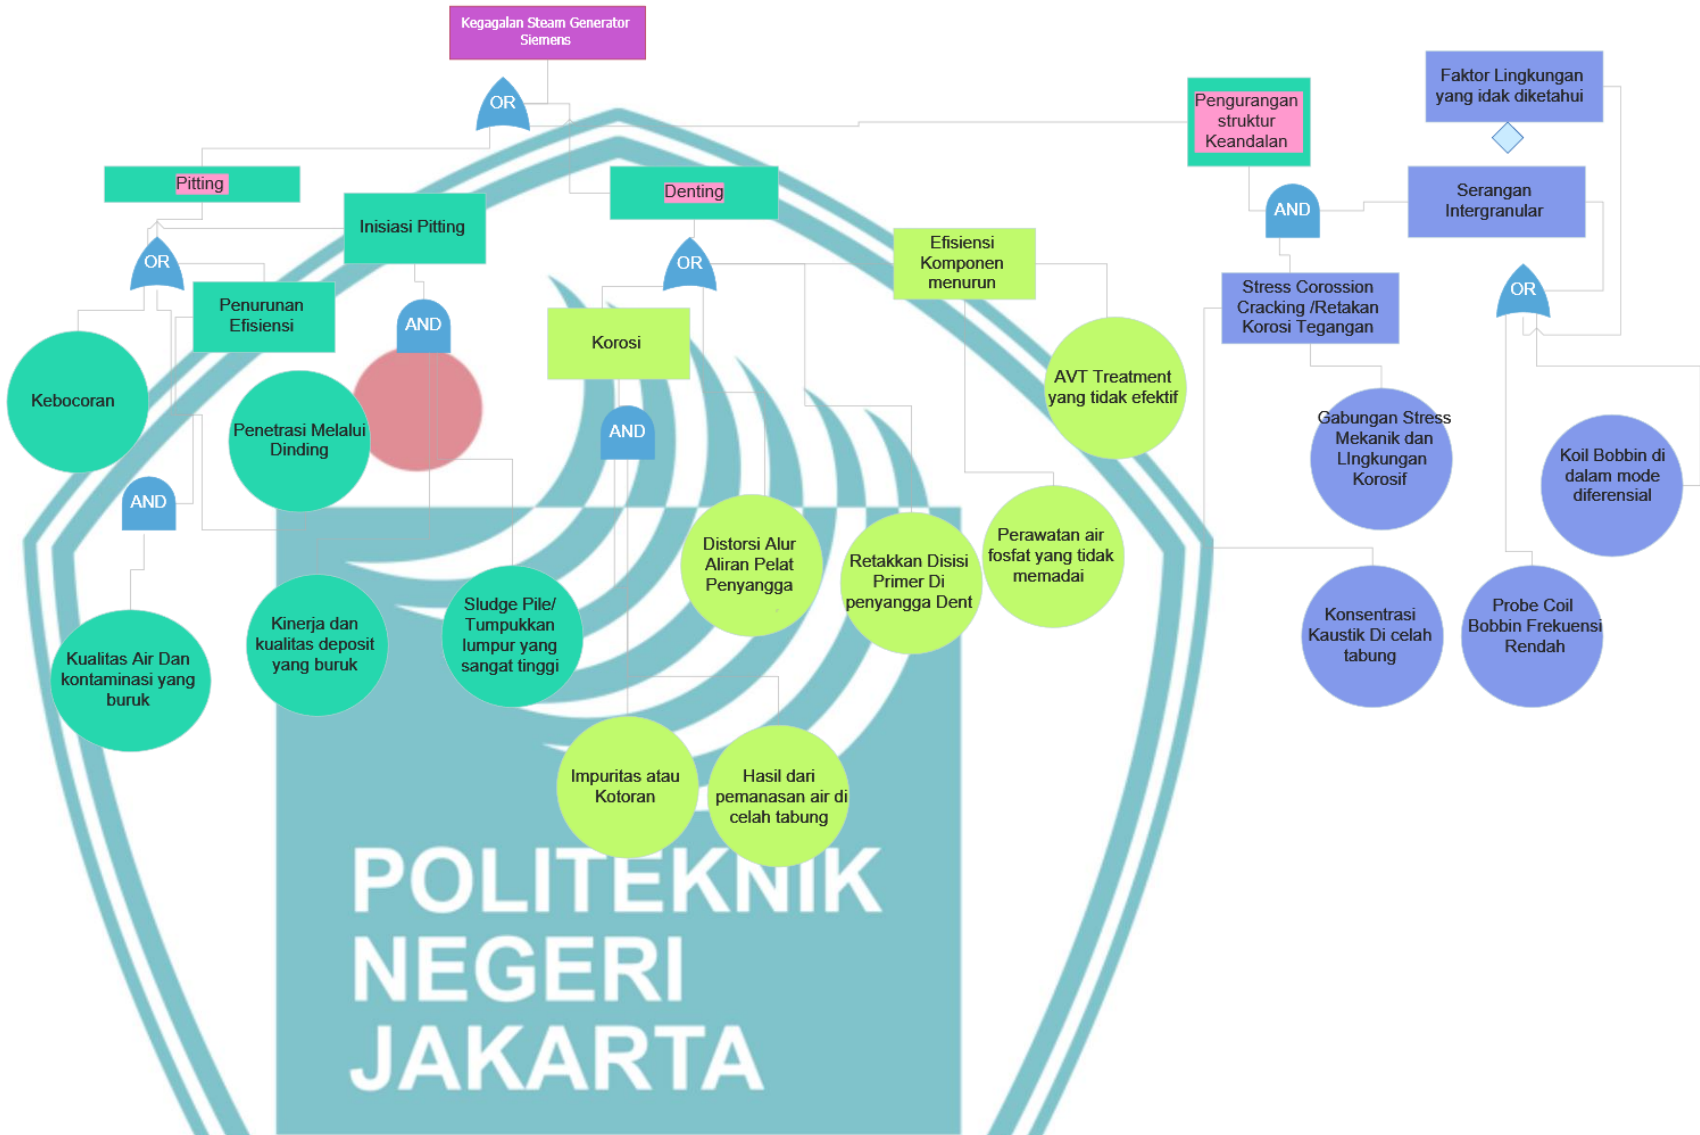 Kegagalan Steam Generator
Siemens
OR
Pengurangan
struktur
Keandalan
Faktor Lingkungan
yang idak diketahui
Pitting
Inisiasi Pitting
Denting
AND
Serangan
Intergranular
OR
OR
Efisiensi
Komponen
menurun
Penurunan
Efisiensi
AND
Korosi
Stress Corossion
Cracking /Retakan
Korosi Tegangan
OR
Kebocoran
Penetrasi Melalui
Dinding
AND
AVT Treatment
yang tidak efektif
Gabungan Stress
Mekanik dan
LIngkungan
Korosif
Koil Bobbin di
dalam mode
diferensial
AND
Distorsi Alur
Aliran Pelat
Penyangga
Retakkan Disisi
Primer Di
penyangga Dent
Perawatan air
fosfat yang tidak
memadai
Kualitas Air Dan
kontaminasi yang
buruk
Kinerja dan
kualitas deposit
yang buruk
Sludge Pile/
Tumpukkan
lumpur yang
sangat tinggi
Konsentrasi
Kaustik Di celah
tabung
Probe Coil
Bobbin Frekuensi
Rendah
Impuritas atau
Kotoran
Hasil dari
pemanasan air di
celah tabung
POLITEKNIK
NEGERI
JAKARTA